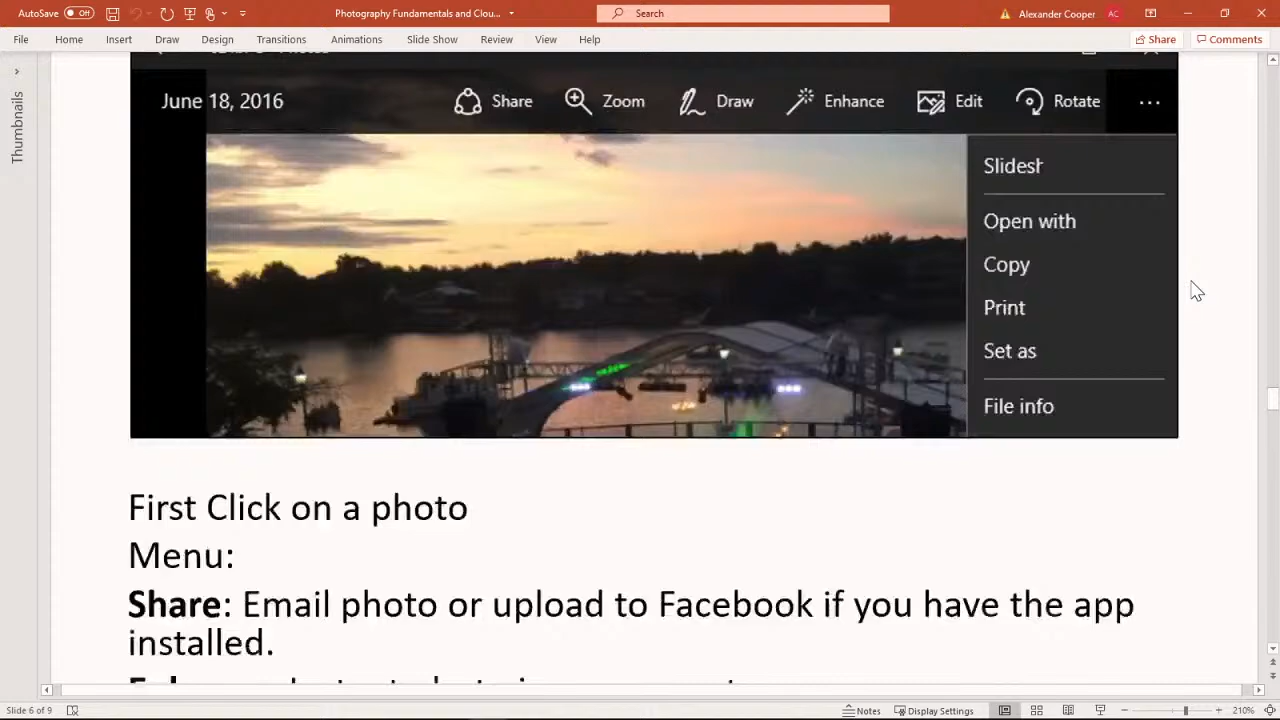 AutoSave Off Photography Fundamentals and Clou... Search Alexander Cooper AC
File Home Insert Draw Design Transitions Animations Slide Show Review View Help Share Comments
Thumbnails
June 18, 2016 Share Zoom Draw Enhance Edit Rotate ...
Slidesh
Open with
Copy
Print
Set as
File info
First Click on a photo
Menu:
Share: Email photo or upload to Facebook if you have the app
installed.
Slide 6 of 9 Notes Display Settings 210%